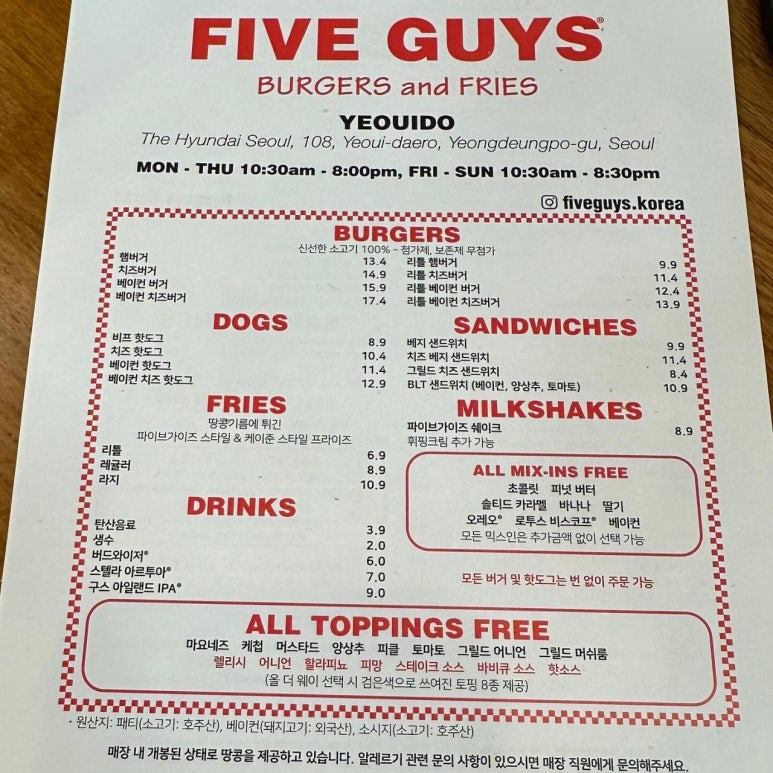 FIVE GUYS®
BURGERS and FRIES
YEOUIDO
The Hyundai Seoul, 108, Yeoui-daero, Yeongdeungpo-gu, Seoul
MON - THU 10:30am - 8:00pm, FRI - SUN 10:30am - 8:30pm
fiveguys.korea
BURGERS
신선한 소고기 100% – 첨가제, 보존제 무첨가
햄버거 13.4
치즈버거 14.9
베이컨 버거 15.9
베이컨 치즈버거 17.4
리틀 햄버거 9.9
리틀 치즈버거 11.4
리틀 베이컨 버거 12.4
리틀 베이컨 치즈버거 13.9
DOGS
비프 핫도그 8.9
치즈 핫도그 10.4
베이컨 핫도그 11.4
베이컨 치즈 핫도그 12.9
SANDWICHES
베지 샌드위치 9.9
치즈 베지 샌드위치 11.4
그릴드 치즈 샌드위치 8.4
BLT 샌드위치 (베이컨, 양상추, 토마토) 10.9
FRIES
땅콩기름에 튀긴
파이브가이즈 스타일 & 케이준 스타일 프라이즈
리틀 6.9
레귤러 8.9
라지 10.9
MILKSHAKES
파이브가이즈 쉐이크 8.9
휘핑크림 추가 가능
ALL MIX-INS FREE
초콜릿 피넛 버터
솔티드 카라멜 바나나 딸기
오레오® 로투스 비스코프® 베이컨
모든 믹스인은 추가금액 없이 선택 가능
DRINKS
탄산음료 3.9
생수 2.0
버드와이저® 6.0
스텔라 아르투아® 7.0
구스 아일랜드 IPA® 9.0
모든 버거 및 핫도그는 번 없이 주문 가능
ALL TOPPINGS FREE
마요네즈 케첩 머스타드 양상추 피클 토마토 그릴드 어니언 그릴드 머쉬룸
렐리시 어니언 할라피뇨 피망 스테이크 소스 바비큐 소스 핫소스
(올 더 웨이 선택 시 검은색으로 쓰여진 토핑 8종 제공)
· 원산지: 패티(소고기: 호주산), 베이컨(돼지고기: 외국산), 소시지(소고기: 호주산)
매장 내 개봉된 상태로 땅콩을 제공하고 있습니다. 알레르기 관련 문의 사항이 있으시면 매장 직원에게 문의해주세요.